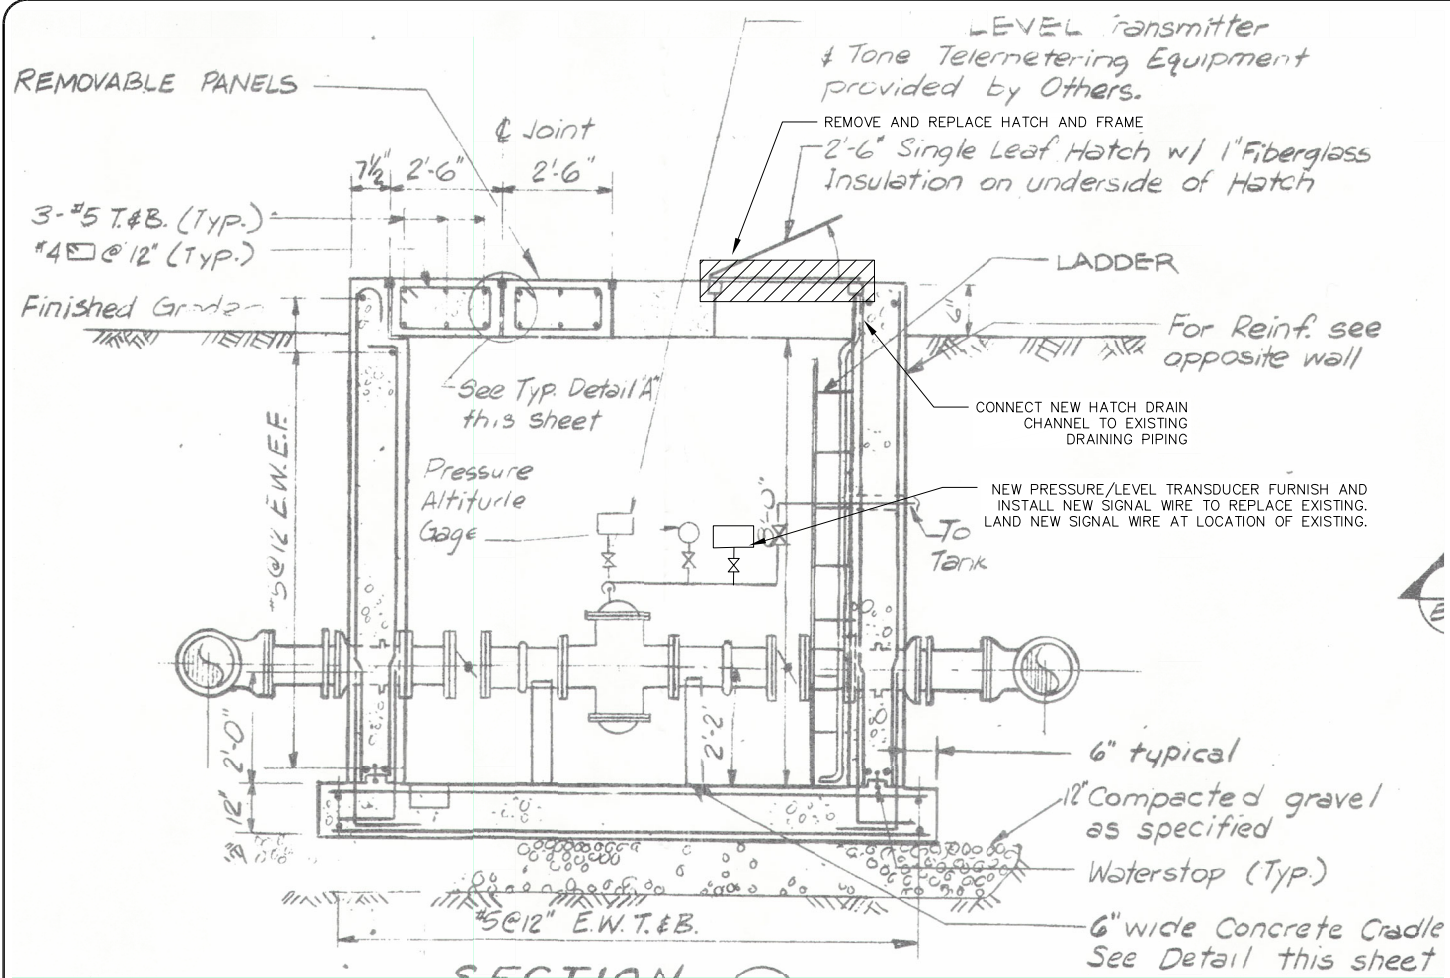 LEVEL Transmitter
& Tone Telemetering Equipment
provided by Others.
REMOVABLE PANELS
REMOVE AND REPLACE HATCH AND FRAME
℄ Joint
2'-6" Single Leaf Hatch w/ 1" Fiberglass
Insulation on underside of Hatch
7½" 2'-6" 2'-6"
3-#5 T.&B. (Typ.)
#4 @ 12" (Typ.)
LADDER
Finished Grade
6"
For Reinf. see
opposite wall
See Typ. Detail "A"
this sheet
CONNECT NEW HATCH DRAIN
CHANNEL TO EXISTING
DRAINING PIPING
#5@12 E.W.E.F.
Pressure
Altitude
Gage
NEW PRESSURE/LEVEL TRANSDUCER FURNISH AND
INSTALL NEW SIGNAL WIRE TO REPLACE EXISTING.
LAND NEW SIGNAL WIRE AT LOCATION OF EXISTING.
To
Tank
2'-0"
2'-2"
12"
6" typical
12" Compacted gravel
as specified
Waterstop (Typ.)
#5@12" E.W. T.&B.
6" wide Concrete Cradle
See Detail this sheet
SECTION